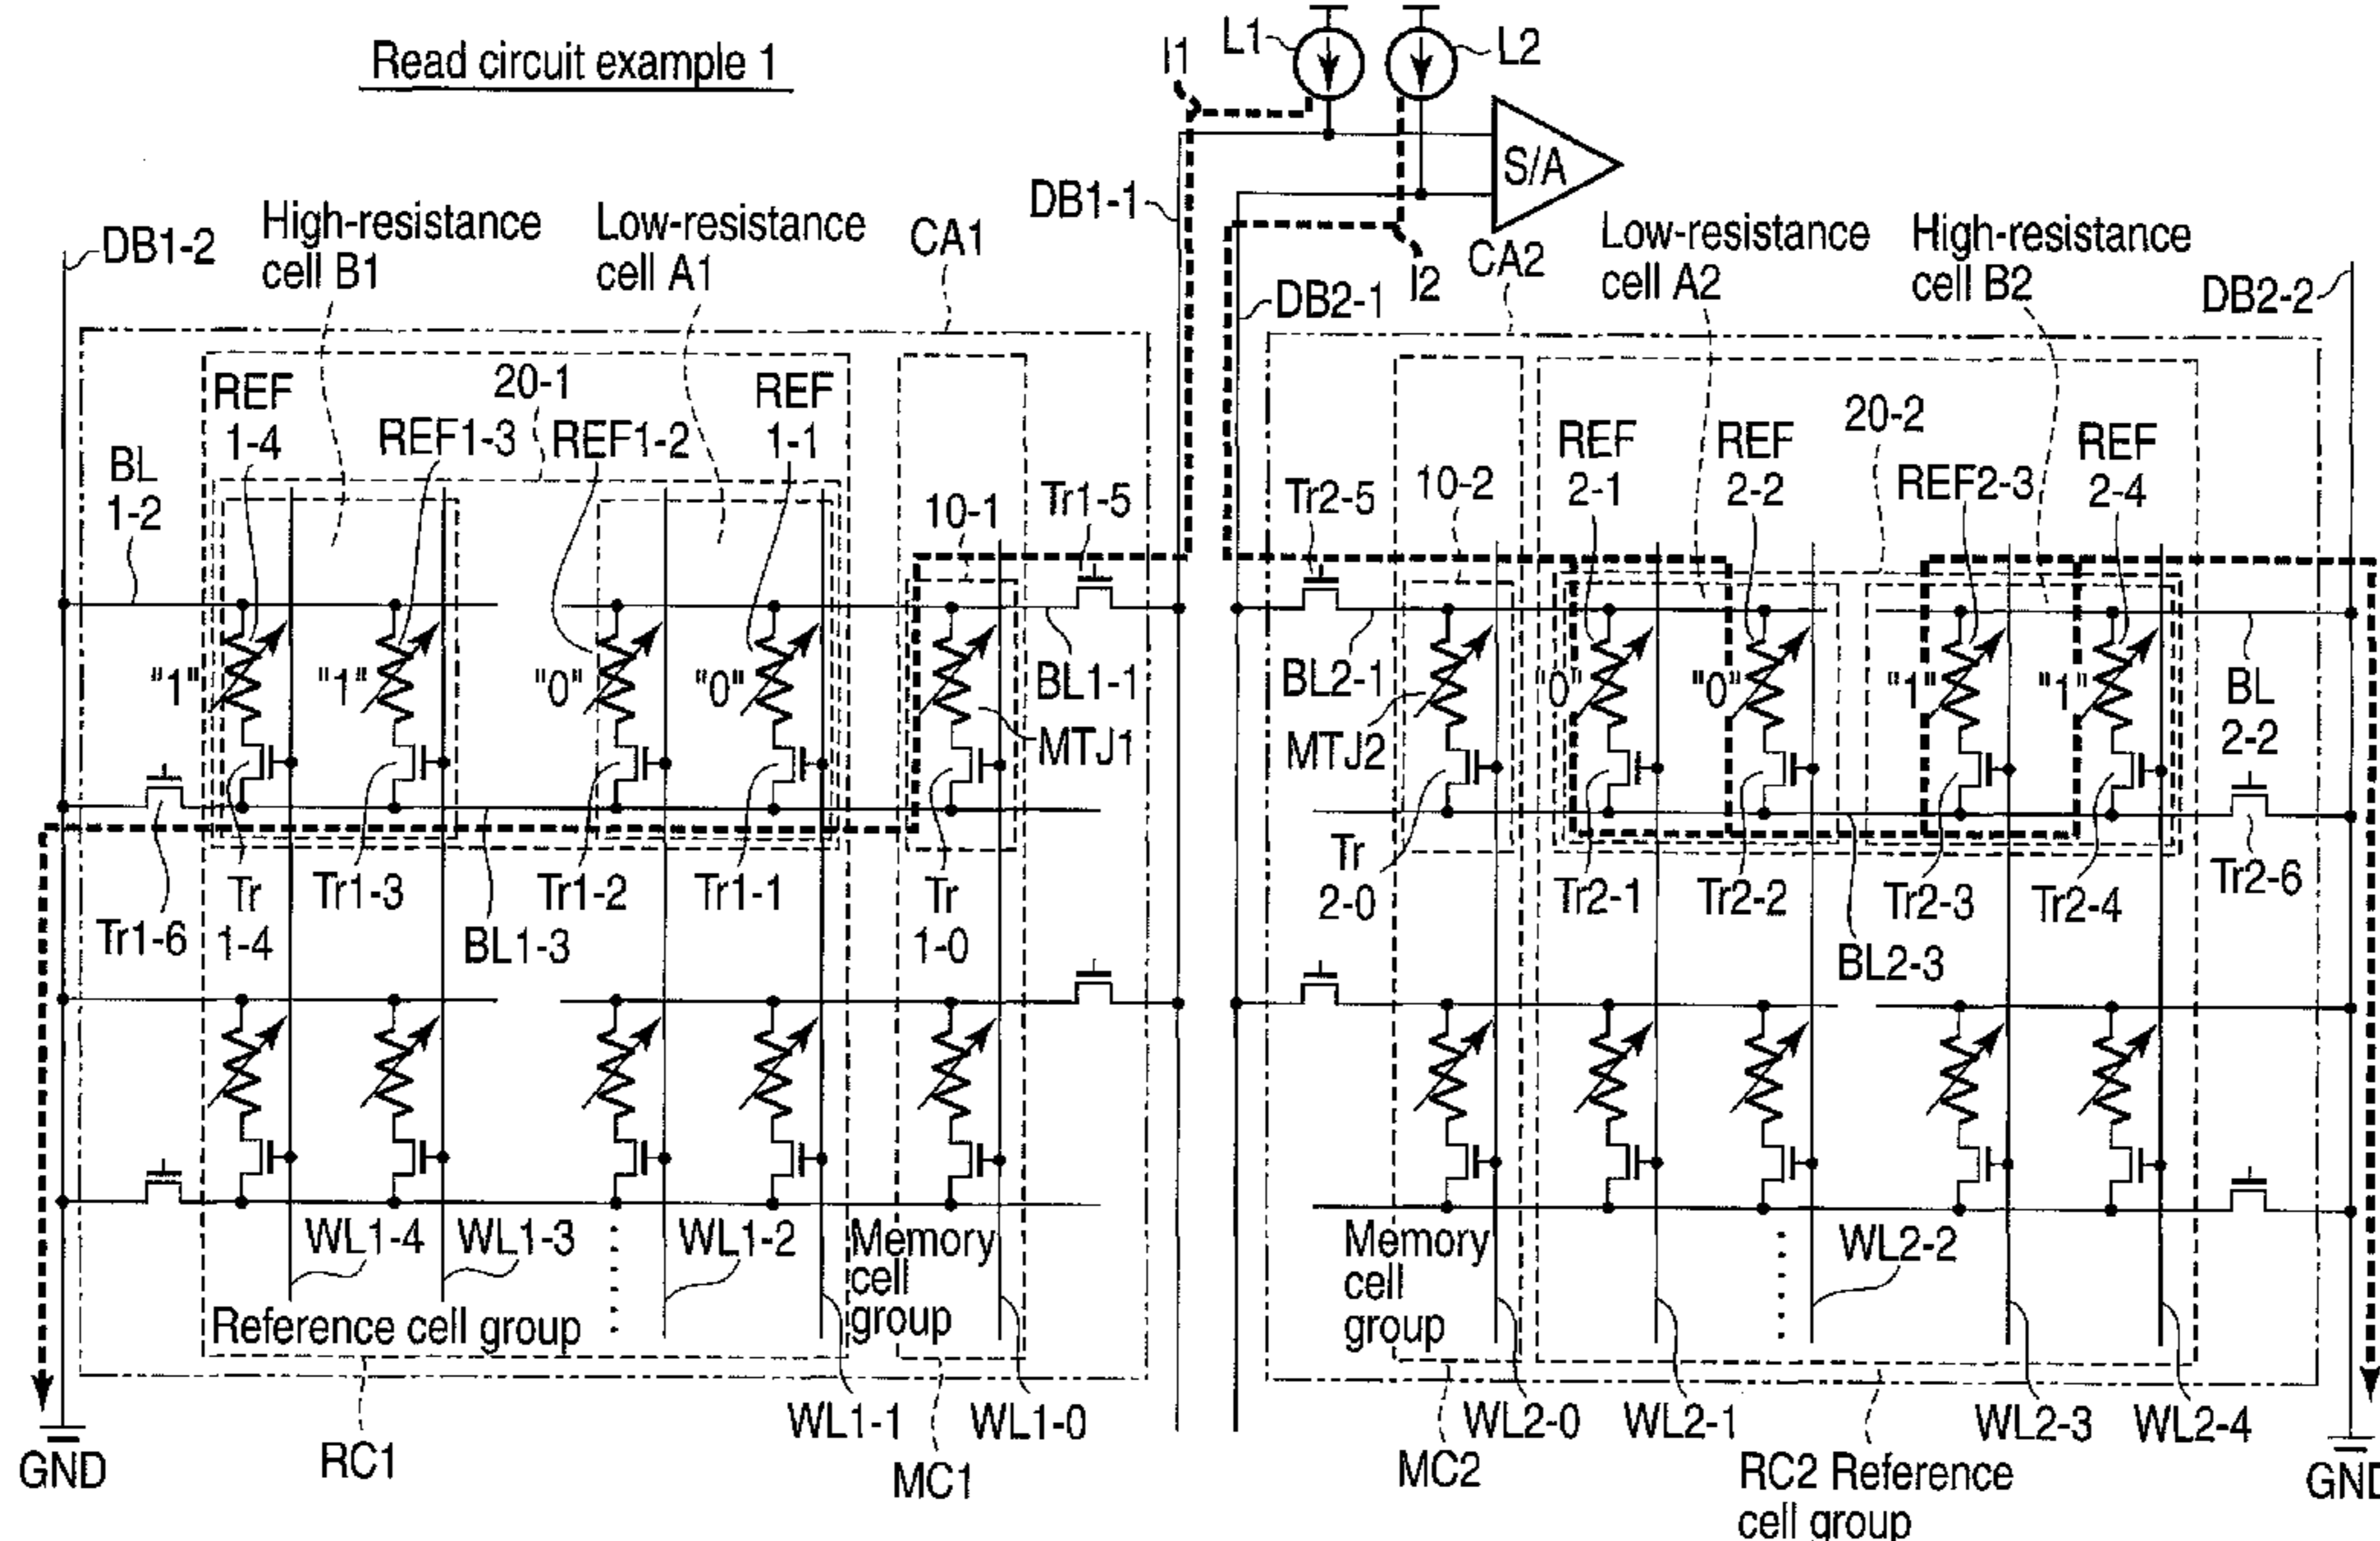 Read circuit example 1
I1
L1
L2
S/A
DB1-1
DB1-2
High-resistance
cell B1
Low-resistance
cell A1
CA1
DB2-1
I2
CA2
Low-resistance
cell A2
High-resistance
cell B2
DB2-2
REF
1-4
20-1
REF1-3
REF1-2
REF
1-1
BL
1-2
10-1
Tr1-5
Tr2-5
10-2
REF
2-1
REF
2-2
20-2
REF2-3
REF
2-4
"1"
"1"
"0"
"0"
BL1-1
MTJ1
BL2-1
MTJ2
"0"
"0"
"1"
"1"
BL
2-2
Tr1-6
Tr
1-4
Tr1-3
BL1-3
Tr1-2
Tr1-1
Tr
1-0
Tr
2-0
Tr2-1
Tr2-2
Tr2-3
Tr2-4
Tr2-6
BL2-3
WL1-4
WL1-3
WL1-2
Memory
cell
group
Reference cell group
Memory
cell
group
WL2-2
GND
RC1
WL1-1
MC1
WL1-0
MC2
WL2-0
WL2-1
RC2 Reference
cell group
WL2-3
WL2-4
GND